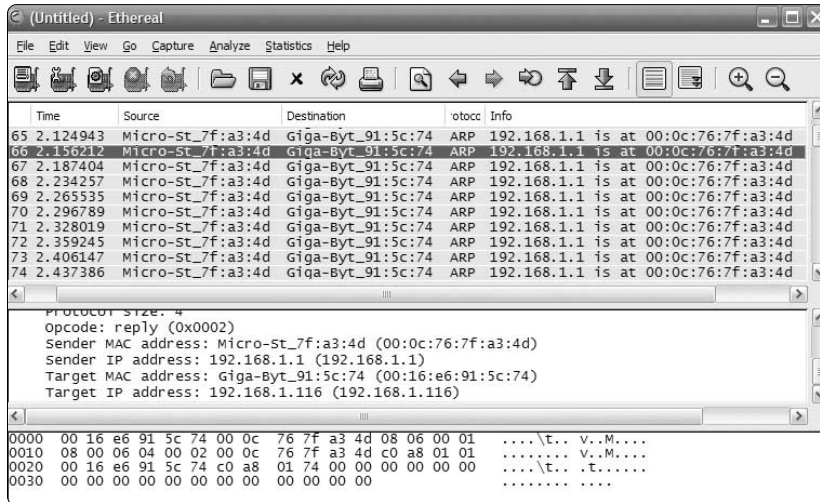 (Untitled) - Ethereal
File Edit View Go Capture Analyze Statistics Help
Time Source Destination otocc Info
65 2.124943 Micro-St_7f:a3:4d Giga-Byt_91:5c:74 ARP 192.168.1.1 is at 00:0c:76:7f:a3:4d
66 2.156212 Micro-St_7f:a3:4d Giga-Byt_91:5c:74 ARP 192.168.1.1 is at 00:0c:76:7f:a3:4d
67 2.187404 Micro-St_7f:a3:4d Giga-Byt_91:5c:74 ARP 192.168.1.1 is at 00:0c:76:7f:a3:4d
68 2.234257 Micro-St_7f:a3:4d Giga-Byt_91:5c:74 ARP 192.168.1.1 is at 00:0c:76:7f:a3:4d
69 2.265535 Micro-St_7f:a3:4d Giga-Byt_91:5c:74 ARP 192.168.1.1 is at 00:0c:76:7f:a3:4d
70 2.296789 Micro-St_7f:a3:4d Giga-Byt_91:5c:74 ARP 192.168.1.1 is at 00:0c:76:7f:a3:4d
71 2.328019 Micro-St_7f:a3:4d Giga-Byt_91:5c:74 ARP 192.168.1.1 is at 00:0c:76:7f:a3:4d
72 2.359245 Micro-St_7f:a3:4d Giga-Byt_91:5c:74 ARP 192.168.1.1 is at 00:0c:76:7f:a3:4d
73 2.406147 Micro-St_7f:a3:4d Giga-Byt_91:5c:74 ARP 192.168.1.1 is at 00:0c:76:7f:a3:4d
74 2.437386 Micro-St_7f:a3:4d Giga-Byt_91:5c:74 ARP 192.168.1.1 is at 00:0c:76:7f:a3:4d
Protocol size: 4
Opcode: reply (0x0002)
Sender MAC address: Micro-St_7f:a3:4d (00:0c:76:7f:a3:4d)
Sender IP address: 192.168.1.1 (192.168.1.1)
Target MAC address: Giga-Byt_91:5c:74 (00:16:e6:91:5c:74)
Target IP address: 192.168.1.116 (192.168.1.116)
0000 00 16 e6 91 5c 74 00 0c 76 7f a3 4d 08 06 00 01 ....\t.. v..M....
0010 08 00 06 04 00 02 00 0c 76 7f a3 4d c0 a8 01 01 ........ v..M....
0020 00 16 e6 91 5c 74 c0 a8 01 74 00 00 00 00 00 00 ....\t.. .t......
0030 00 00 00 00 00 00 00 00 00 00 00 00 ........ ....